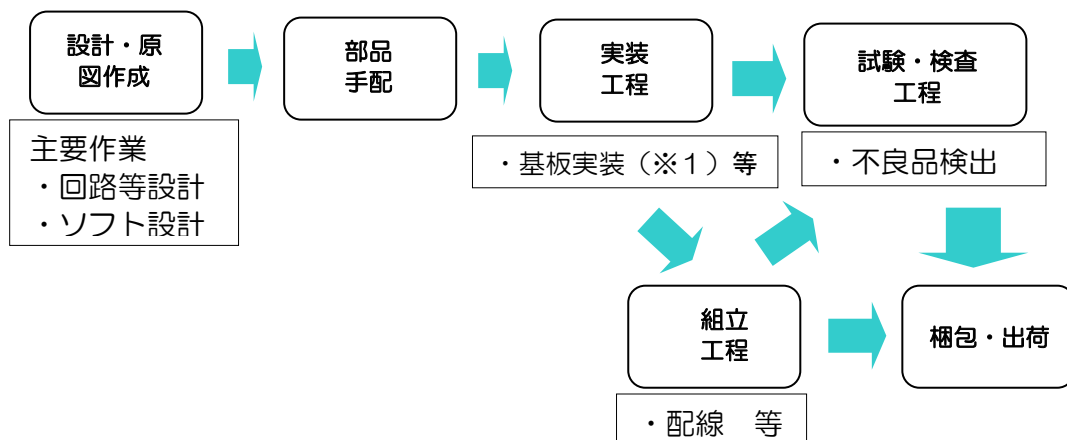 設計・原
図作成
部品
手配
実装
工程
試験・検査
工程
主要作業
・回路等設計
・ソフト設計
・基板実装（※１）等
・不良品検出
組立
工程
梱包・出荷
・配線　等